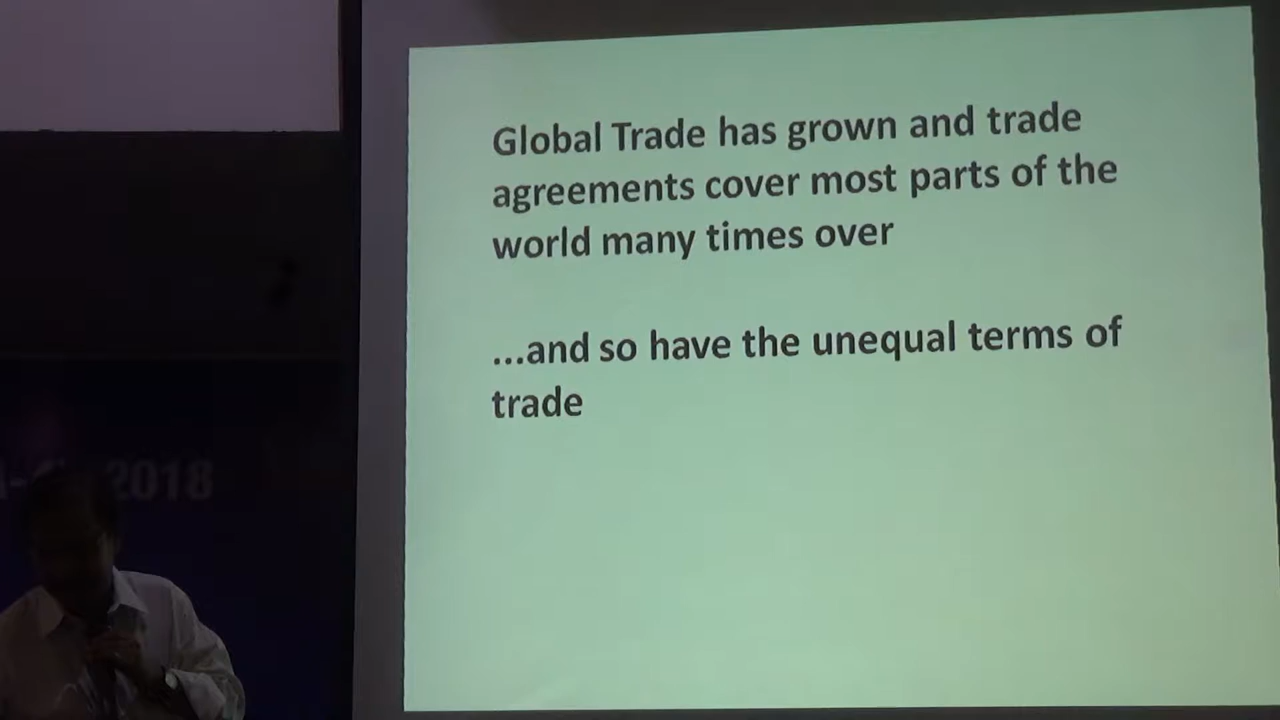 Global Trade has grown and trade
agreements cover most parts of the
world many times over
...and so have the unequal terms of
trade
2018